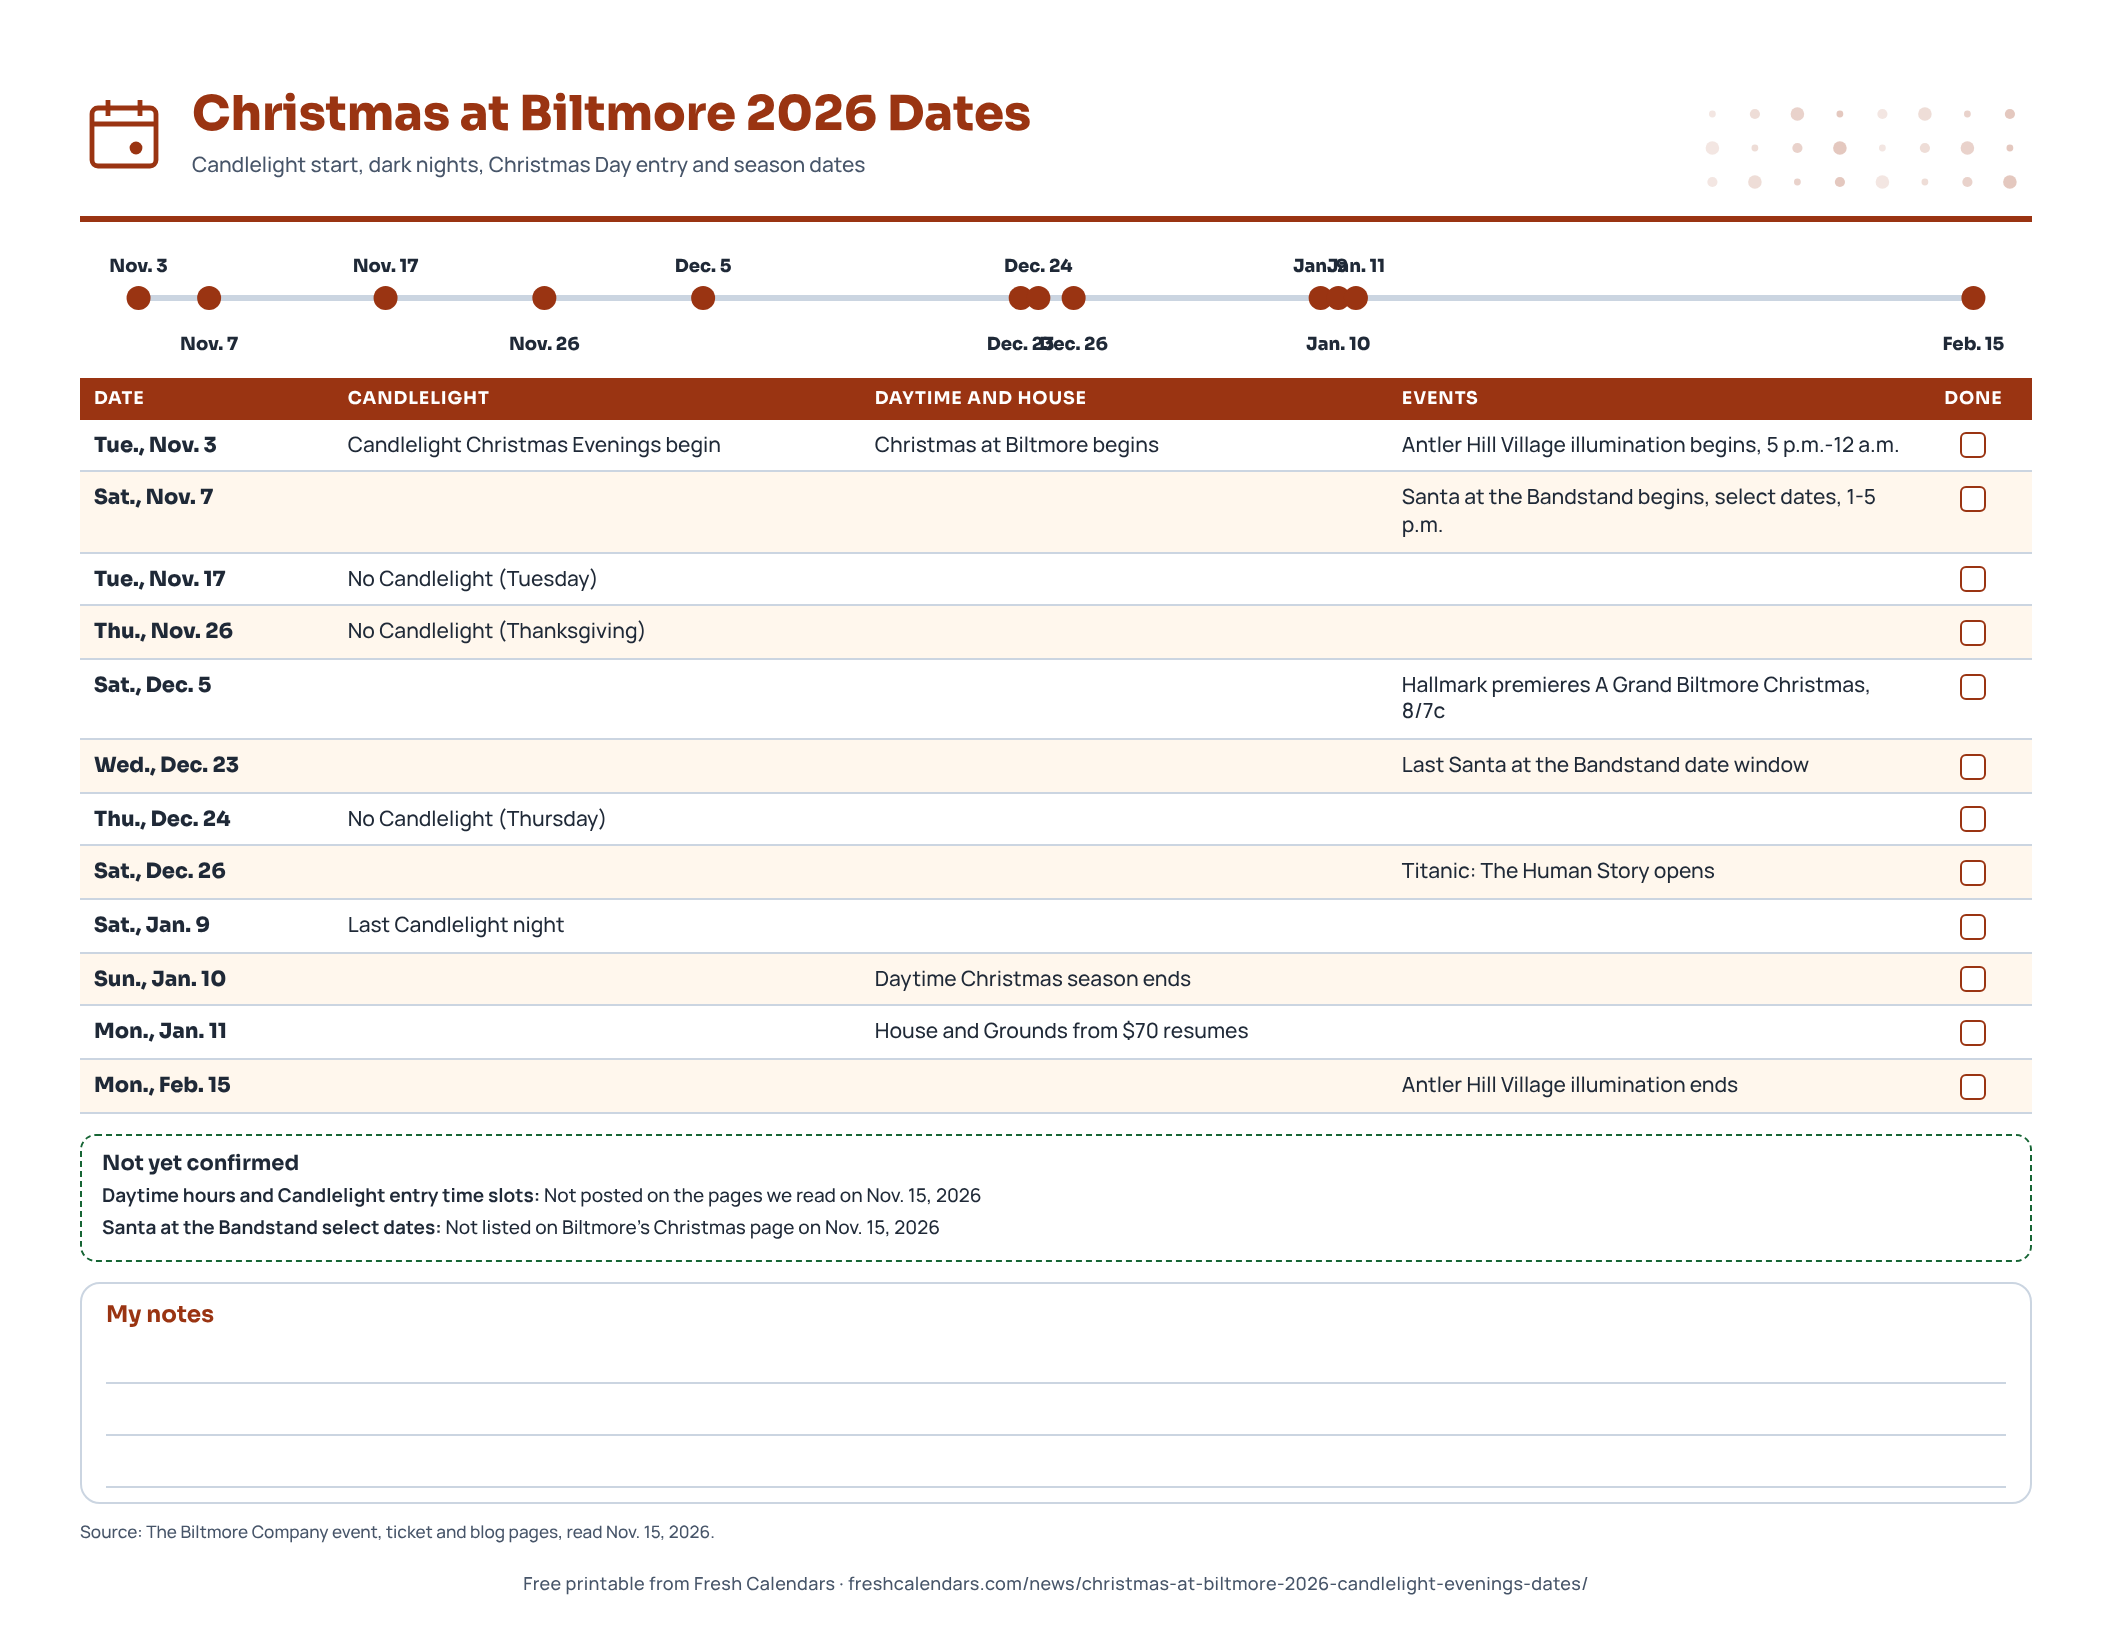 Christmas at Biltmore 2026 Dates
Candlelight start, dark nights, Christmas Day entry and season dates
Nov. 3
Nov. 17
Dec. 5
Dec. 24
Jan. 9
Jan. 11
Nov. 7
Nov. 26
Dec. 23
Dec. 26
Jan. 10
Feb. 15
DATE CANDLELIGHT DAYTIME AND HOUSE EVENTS DONE
Tue., Nov. 3 Candlelight Christmas Evenings begin Christmas at Biltmore begins Antler Hill Village illumination begins, 5 p.m.-12 a.m.
Sat., Nov. 7 Santa at the Bandstand begins, select dates, 1-5
p.m.
Tue., Nov. 17 No Candlelight (Tuesday)
Thu., Nov. 26 No Candlelight (Thanksgiving)
Sat., Dec. 5 Hallmark premieres A Grand Biltmore Christmas,
8/7c
Wed., Dec. 23 Last Santa at the Bandstand date window
Thu., Dec. 24 No Candlelight (Thursday)
Sat., Dec. 26 Titanic: The Human Story opens
Sat., Jan. 9 Last Candlelight night
Sun., Jan. 10 Daytime Christmas season ends
Mon., Jan. 11 House and Grounds from $70 resumes
Mon., Feb. 15 Antler Hill Village illumination ends
Not yet confirmed
Daytime hours and Candlelight entry time slots: Not posted on the pages we read on Nov. 15, 2026
Santa at the Bandstand select dates: Not listed on Biltmore's Christmas page on Nov. 15, 2026
My notes
Source: The Biltmore Company event, ticket and blog pages, read Nov. 15, 2026.
Free printable from Fresh Calendars · freshcalendars.com/news/christmas-at-biltmore-2026-candlelight-evenings-dates/